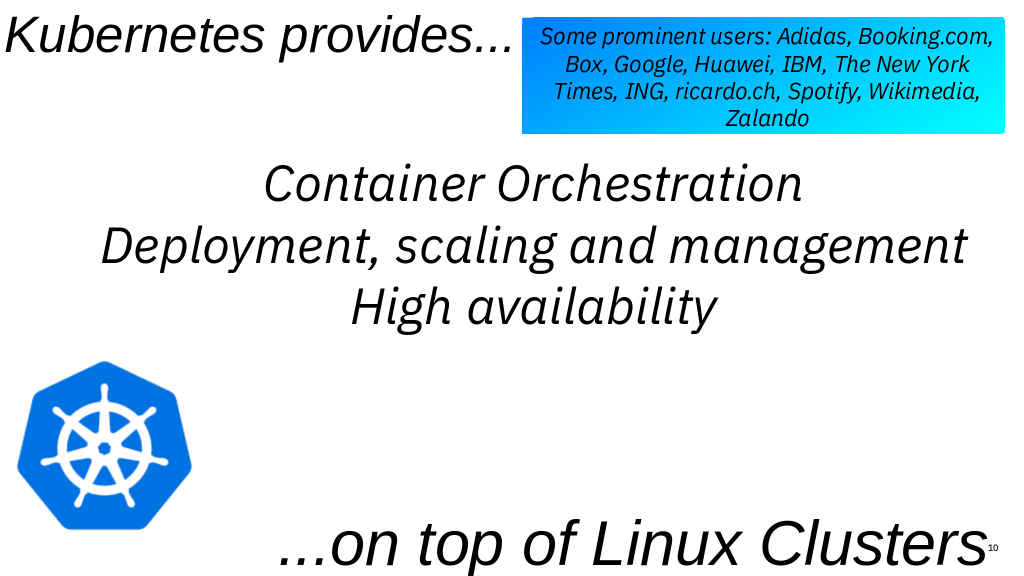 Kubernetes provides...
Some prominent users: Adidas, Booking.com,
Box, Google, Huawei, IBM, The New York
Times, ING, ricardo.ch, Spotify, Wikimedia,
Zalando
Container Orchestration
Deployment, scaling and management
High availability
...on top of Linux Clusters
10